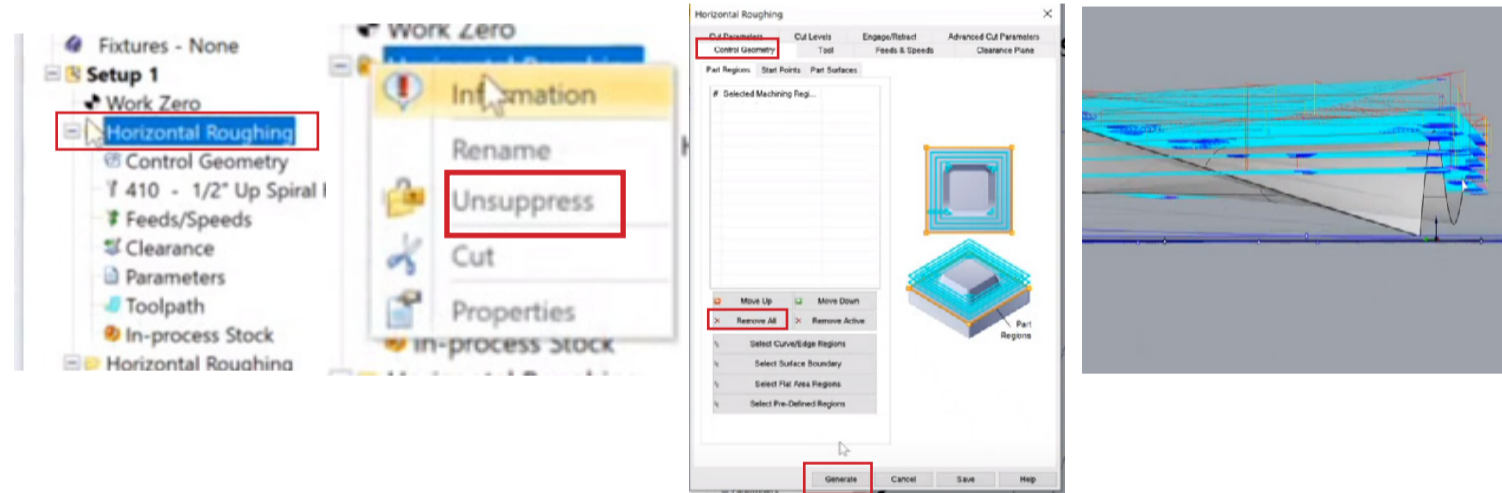 Fixtures - None
Setup 1
Work Zero
Horizontal Roughing
Control Geometry
410 - 1/2" Up Spiral
Feeds/Speeds
Clearance
Parameters
Toolpath
In-process Stock
Horizontal Roughing
Work Zero
Information
Rename
Unsuppress
Cut
Properties
In-process Stock
Horizontal Roughing
Cut Parameters Cut Levels Engage/Retract Advanced Cut Parameters
Control Geometry Tool Feeds & Speeds Clearance Plane
Part Regions Start Points Part Surfaces
# Selected Machining Regi...
Move Up Move Down
Remove All Remove Active
Select Curve/Edge Regions
Select Surface Boundary
Select Flat Area Regions
Select Pre-Defined Regions
Part
Regions
Generate Cancel Save Help